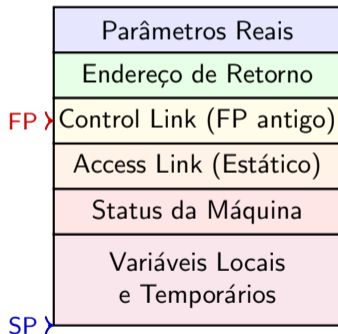 Parâmetros Reais
Endereço de Retorno
FP Control Link (FP antigo)
Access Link (Estático)
Status da Máquina
Variáveis Locais
e Temporários
SP